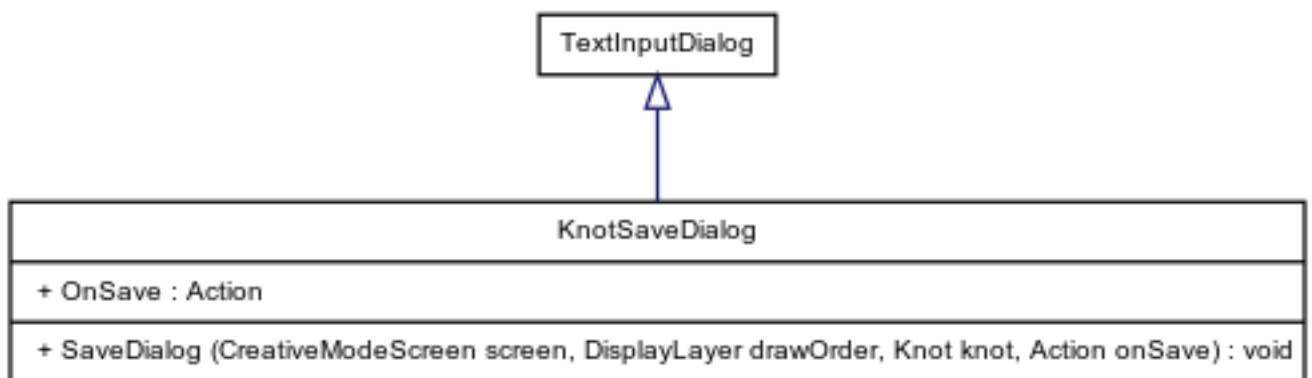 TextInputDialog
KnotSaveDialog
+ OnSave : Action
+ SaveDialog (CreativeModeScreen screen, DisplayLayer drawOrder, Knot knot, Action onSave) : void